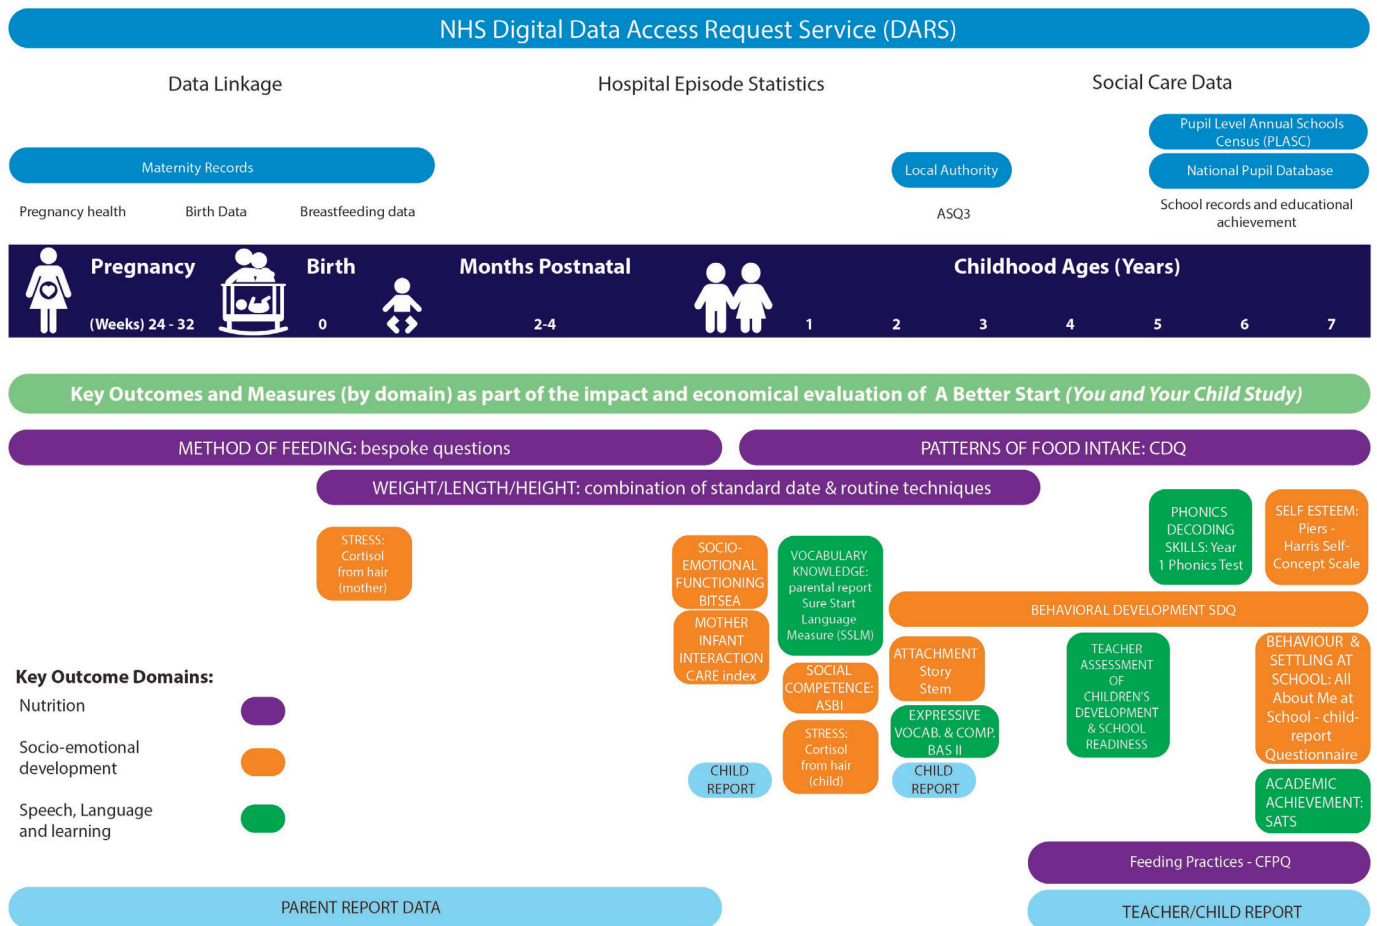 NHS Digital Data Access Request Service (DARS)
Data Linkage
Hospital Episode Statistics
Social Care Data
Pupil Level Annual Schools
Census (PLASC)
Maternity Records
Local Authority
National Pupil Database
Pregnancy health
Birth Data
Breastfeeding data
ASQ3
School records and educational
achievement
Pregnancy
Birth
Months Postnatal
Childhood Ages (Years)
(Weeks) 24 - 32
0
2-4
1
2
3
4
5
6
7
Key Outcomes and Measures (by domain) as part of the impact and economical evaluation of A Better Start (You and Your Child Study)
METHOD OF FEEDING: bespoke questions
PATTERNS OF FOOD INTAKE: CDQ
WEIGHT/LENGTH/HEIGHT: combination of standard date & routine techniques
STRESS:
Cortisol
from hair
(mother)
SOCIO-
EMOTIONAL
FUNCTIONING
BITSEA
MOTHER
INFANT
INTERACTION
CARE index
CHILD
REPORT
VOCABULARY
KNOWLEDGE:
parental report
Sure Start
Language
Measure (SSLM)
SOCIAL
COMPETENCE:
ASBI
STRESS:
Cortisol
from hair
(child)
PHONICS
DECODING
SKILLS: Year
1 Phonics Test
SELF ESTEEM:
Piers -
Harris Self-
Concept Scale
BEHAVIORAL DEVELOPMENT SDQ
ATTACHMENT
Story
Stem
EXPRESSIVE
VOCAB. & COMP.
BAS II
CHILD
REPORT
TEACHER
ASSESSMENT
OF
CHILDREN'S
DEVELOPMENT
& SCHOOL
READINESS
BEHAVIOUR &
SETTLING AT
SCHOOL: All
About Me at
School - child-
report
Questionnaire
ACADEMIC
ACHIEVEMENT:
SATS
Key Outcome Domains:
Nutrition
Socio-emotional
development
Speech, Language
and learning
Feeding Practices - CFPQ
PARENT REPORT DATA
TEACHER/CHILD REPORT